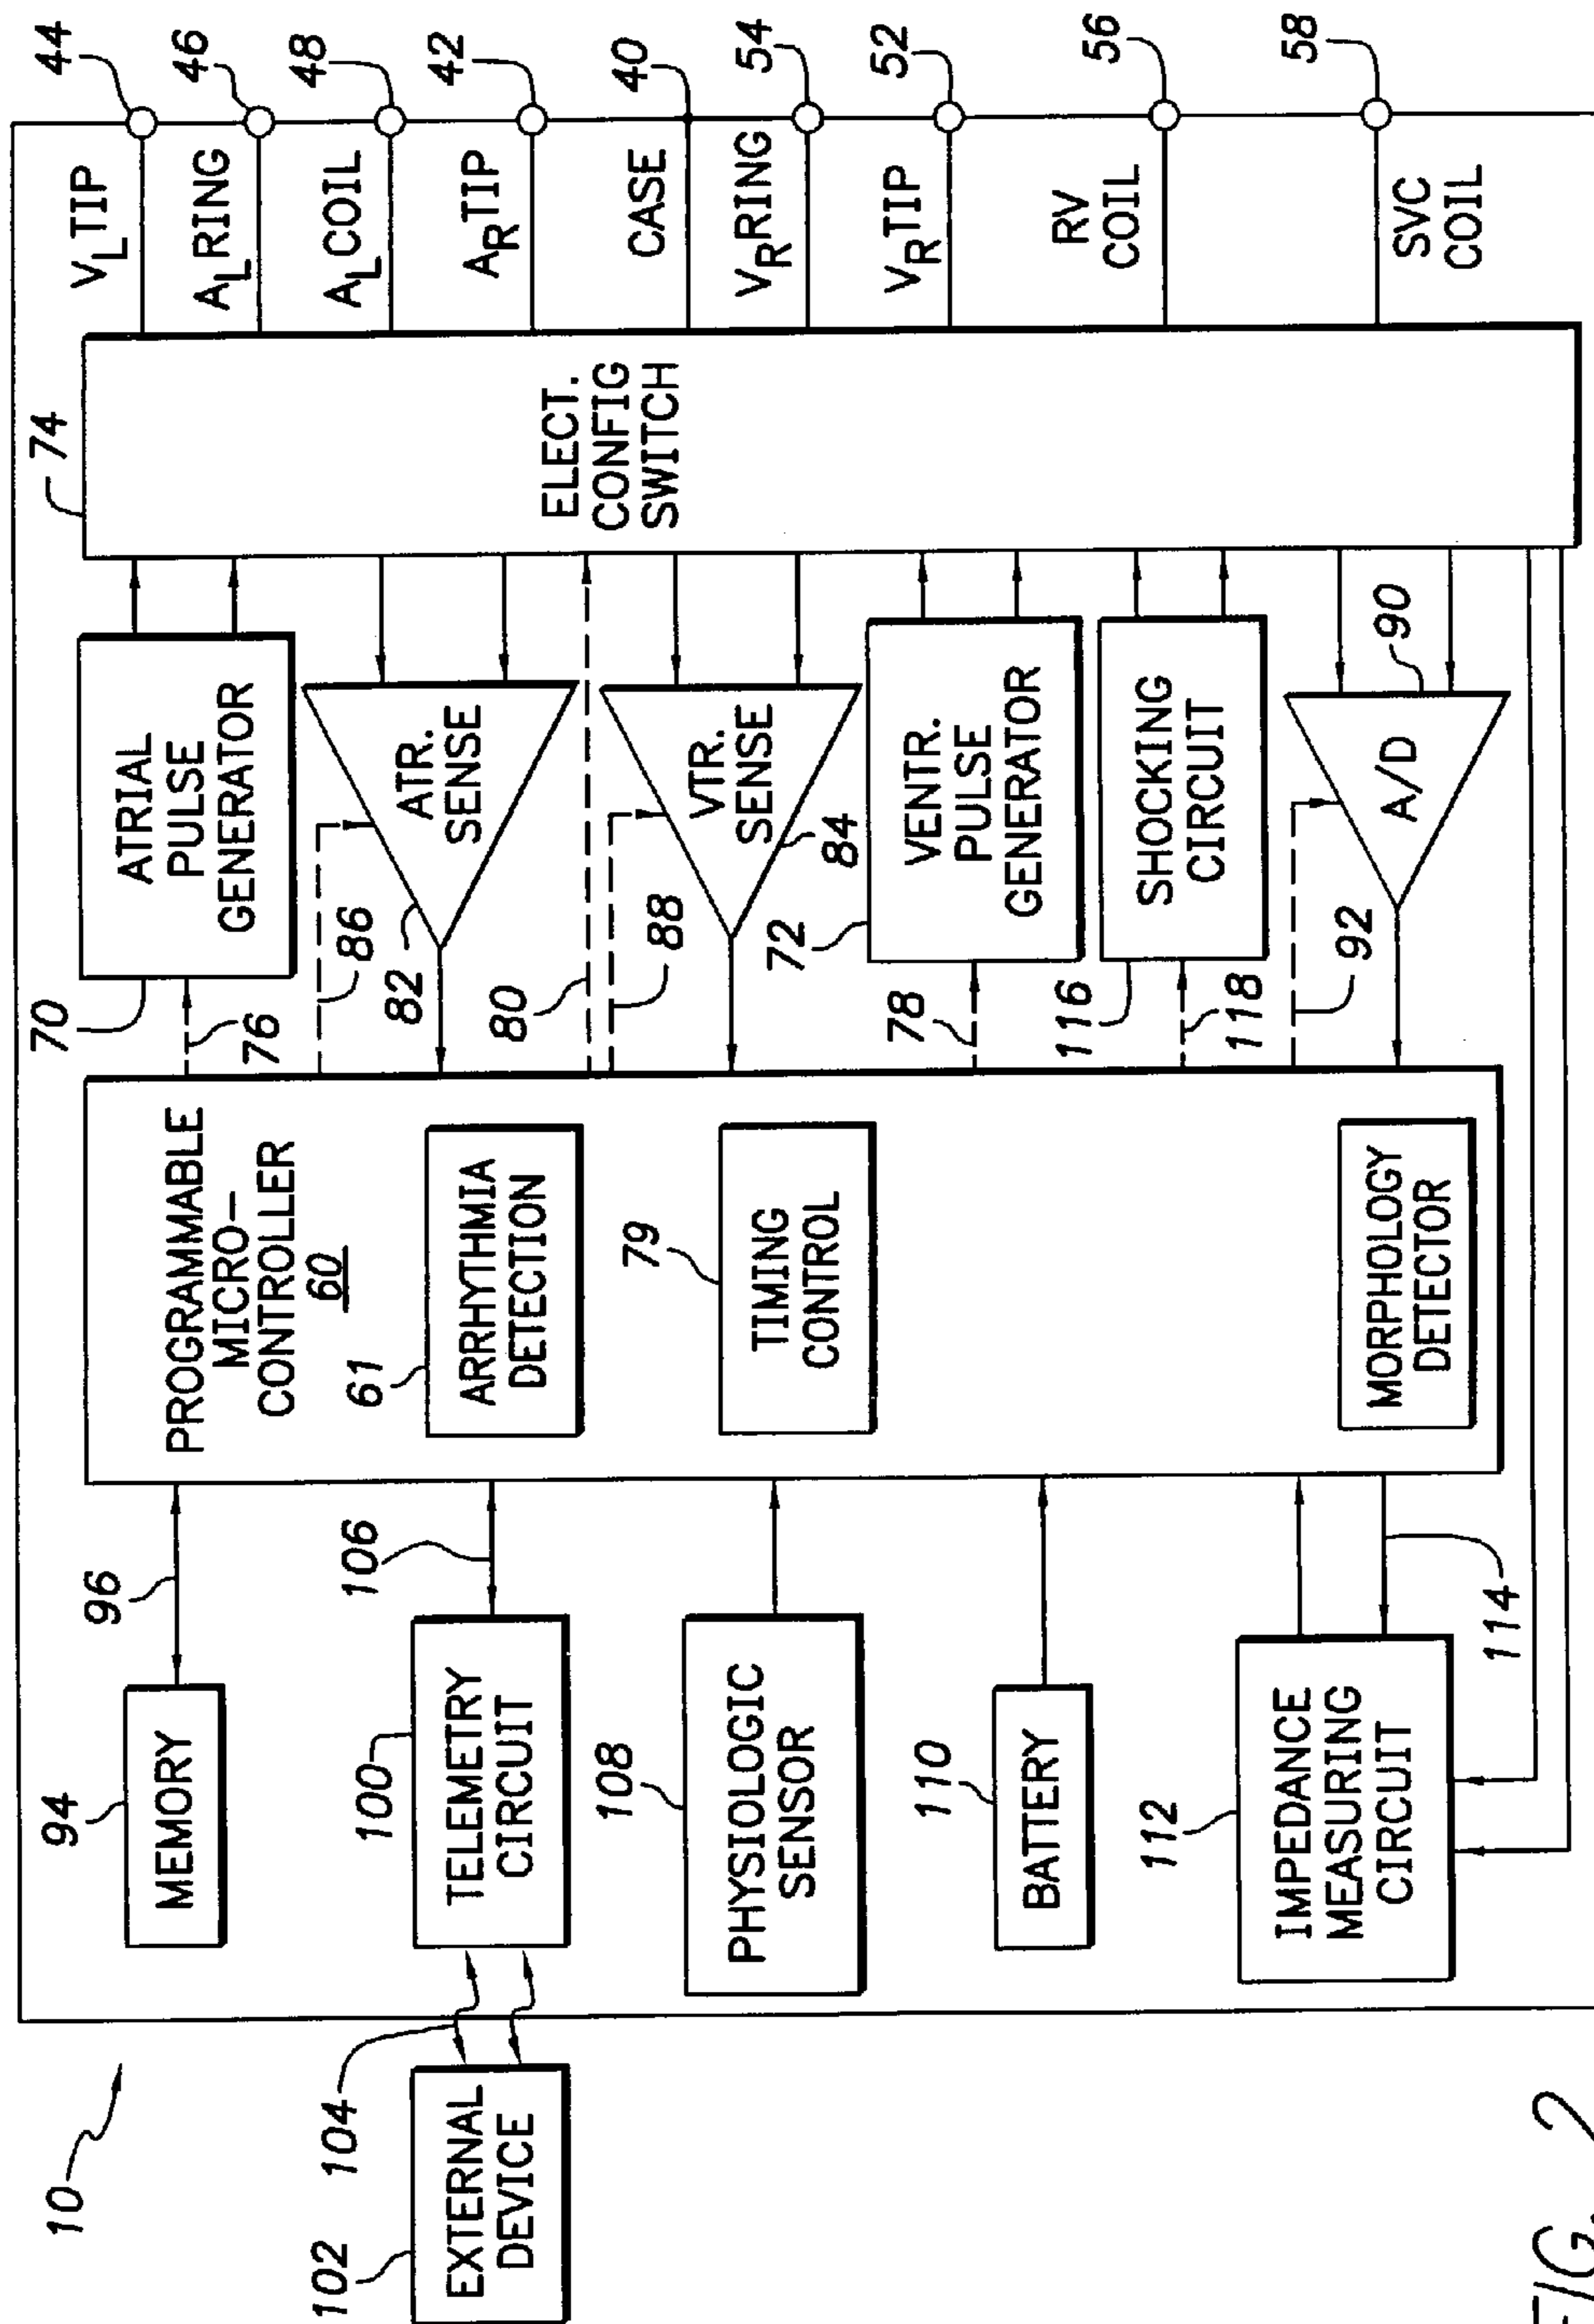 10
102
EXTERNAL
DEVICE
104
94
MEMORY
96
100
TELEMETRY
CIRCUIT
106
108
PHYSIOLOGIC
SENSOR
110
BATTERY
112
IMPEDANCE
MEASURING
CIRCUIT
114
PROGRAMMABLE
MICRO-
CONTROLLER
60
61
ARRHYTHMIA
DETECTION
79
TIMING
CONTROL
MORPHOLOGY
DETECTOR
70
ATRIAL
PULSE
GENERATOR
76
86
82
ATR.
SENSE
80
88
VTR.
SENSE
84
72
VENTR.
PULSE
GENERATOR
78
116
SHOCKING
CIRCUIT
118
92
A/D
90
74
ELECT.
CONFIG
SWITCH
VL TIP
44
AL RING
46
AL COIL
48
AR TIP
42
CASE
40
VR RING
54
VR TIP
52
RV
COIL
56
SVC
COIL
58
FIG. 2